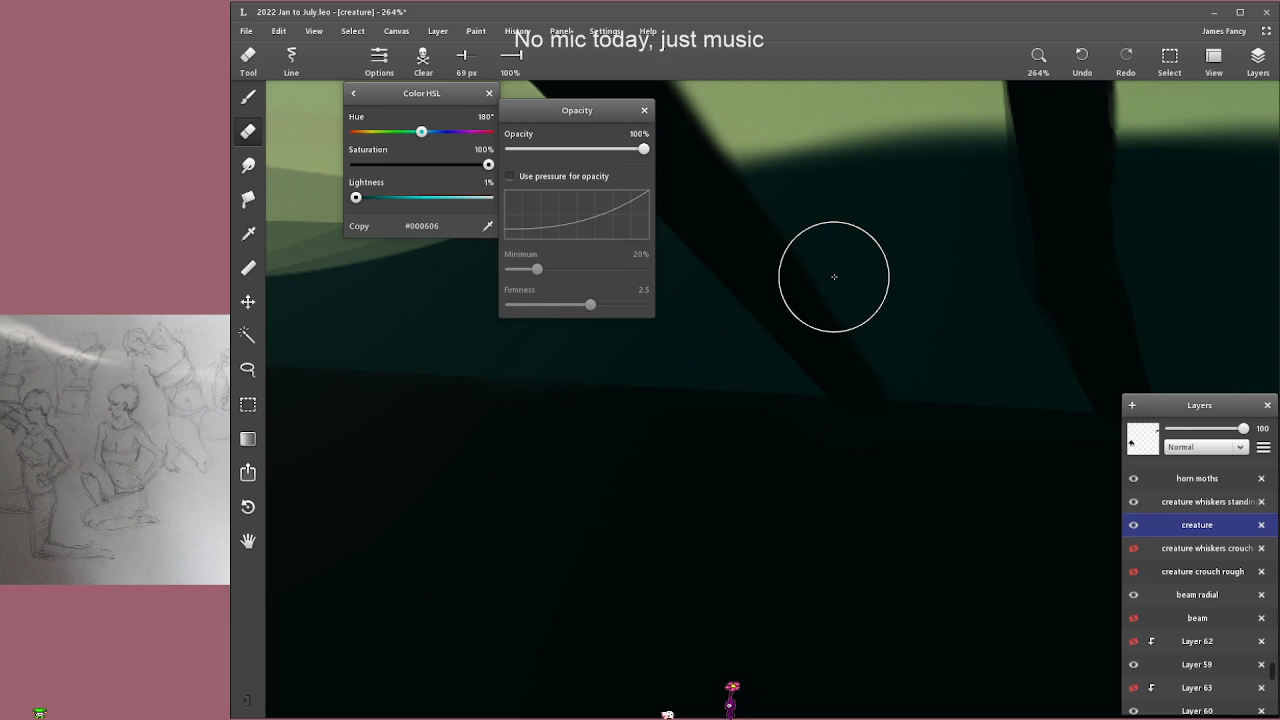 L 2022 Jan to July.leo - [creature] - 264%*
File Edit View Select Canvas Layer Paint History Panel Settings Help James Fancy
No mic today, just music
Tool Line Options Clear 69 px 100% 264% Undo Redo Select View Layers
Color HSL
Hue 180°
Saturation 100%
Lightness 1%
Copy #000606
Opacity
Opacity 100%
Use pressure for opacity
Minimum 20%
Firmness 2.5
Layers
100
Normal
horn moths
creature whiskers standin
creature
creature whiskers crouch
creature crouch rough
beam radial
beam
Layer 62
Layer 59
Layer 63
Layer 60